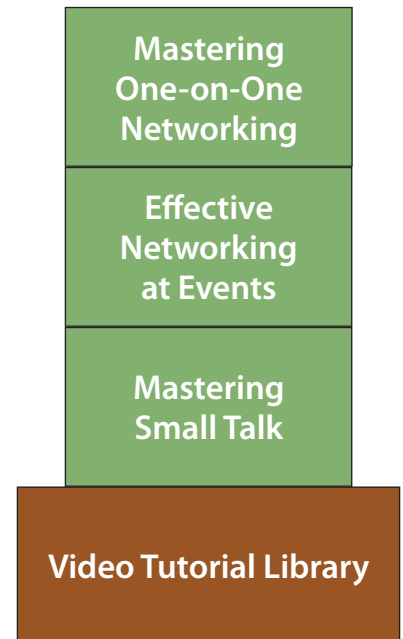 Mastering
One-on-One
Networking
Effective
Networking
at Events
Mastering
Small Talk
Video Tutorial Library